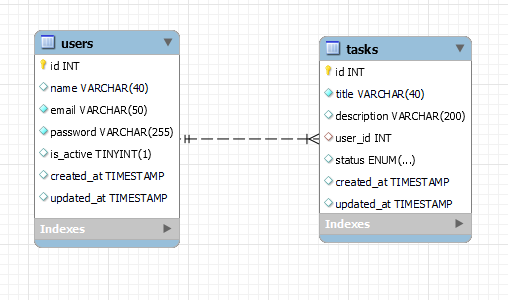 users
id INT
name VARCHAR(40)
email VARCHAR(50)
password VARCHAR(255)
is_active TINYINT(1)
created_at TIMESTAMP
updated_at TIMESTAMP
Indexes
tasks
id INT
title VARCHAR(40)
description VARCHAR(200)
user_id INT
status ENUM(...)
created_at TIMESTAMP
updated_at TIMESTAMP
Indexes